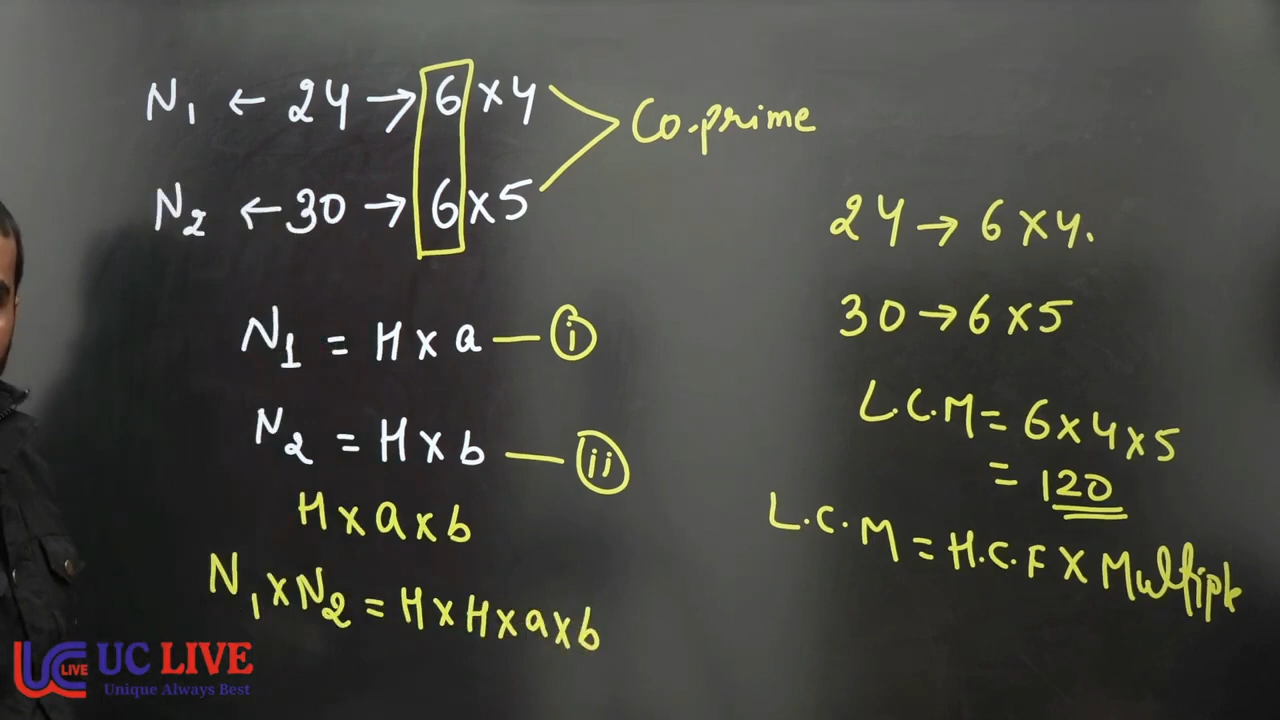 N₁ ← 24 → 6 × 4
Co-prime
N₂ ← 30 → 6 × 5
N₁ = H × a — (i)
N₂ = H × b — (ii)
H × a × b
N₁ × N₂ = H × H × a × b
24 → 6 × 4.
30 → 6 × 5
L.C.M = 6 × 4 × 5
= 120
L.C.M = H.C.F × Multiple
UC LIVE
LIVE
Unique Always Best